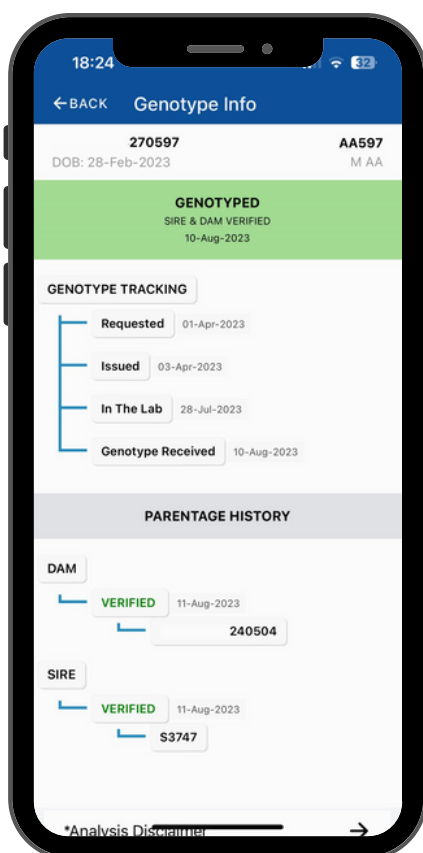 18:24 32
←BACK Genotype Info
270597 AA597
DOB: 28-Feb-2023 M AA
GENOTYPED
SIRE & DAM VERIFIED
10-Aug-2023
GENOTYPE TRACKING
Requested 01-Apr-2023
Issued 03-Apr-2023
In The Lab 28-Jul-2023
Genotype Received 10-Aug-2023
PARENTAGE HISTORY
DAM
VERIFIED 11-Aug-2023
240504
SIRE
VERIFIED 11-Aug-2023
S3747
*Analysis Disclaimer →